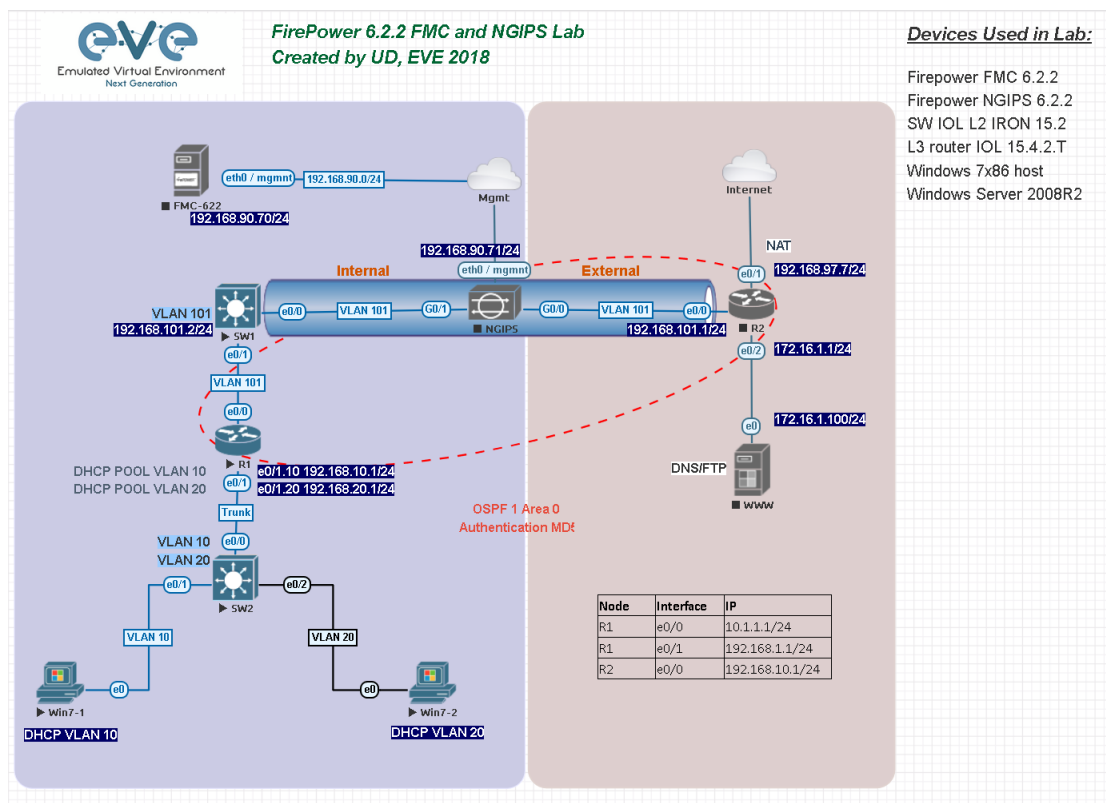 eve
Emulated Virtual Environment
Next Generation
FirePower 6.2.2 FMC and NGIPS Lab
Created by UD, EVE 2018
Devices Used in Lab:
Firepower FMC 6.2.2
Firepower NGIPS 6.2.2
SW IOL L2 IRON 15.2
L3 router IOL 15.4.2.T
Windows 7x86 host
Windows Server 2008R2
eth0 / mgmnt
192.168.90.0/24
Mgmt
FMC-622
192.168.90.70/24
Internet
192.168.90.71/24
eth0 / mgmnt
Internal
External
NAT
e0/1
192.168.97.7/24
VLAN 101
192.168.101.2/24
SW1
e0/0
VLAN 101
G0/1
NGIPS
G0/0
VLAN 101
e0/0
192.168.101.1/24
R2
e0/2
172.16.1.1/24
e0/1
VLAN 101
e0/0
R1
DHCP POOL VLAN 10
DHCP POOL VLAN 20
e0/1.10 192.168.10.1/24
e0/1.20 192.168.20.1/24
e0/1
Trunk
e0/0
172.16.1.100/24
e0
DNS/FTP
WWW
OSPF 1 Area 0
Authentication MD5
VLAN 10
VLAN 20
SW2
e0/1
e0/2
VLAN 10
VLAN 20
e0
Win7-1
DHCP VLAN 10
e0
Win7-2
DHCP VLAN 20
Node Interface IP
R1 e0/0 10.1.1.1/24
R1 e0/1 192.168.1.1/24
R2 e0/0 192.168.10.1/24